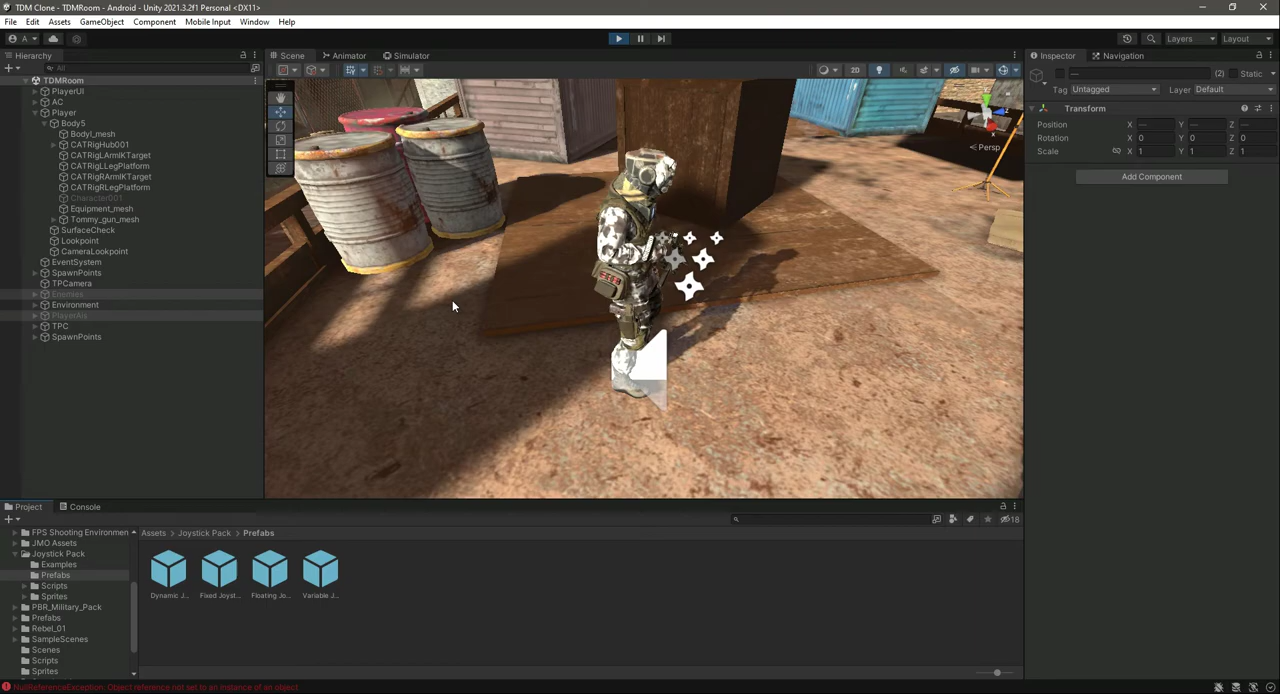 TDM Clone - TDMRoom - Android - Unity 2021.3.2f1 Personal <DX11>
File Edit Assets GameObject Component Mobile Input Window Help
A Layers Layout
Hierarchy Scene Animator Simulator Inspector Navigation
All 2D — (2) Static
Tag Untagged Layer Default
TDMRoom
PlayerUI
AC
Player
Body5
Bodyl_mesh
CATRigHub001
CATRigLArmIKTarget
CATRigLLegPlatform
CATRigRArmIKTarget
CATRigRLegPlatform
Character001
Equipment_mesh
Tommy_gun_mesh
SurfaceCheck
Lookpoint
CameraLookpoint
EventSystem
SpawnPoints
TPCamera
Enemies
Environment
PlayerAIs
TPC
SpawnPoints
Persp
Transform
Position X — Y — Z —
Rotation X 0 Y 0 Z 0
Scale X 1 Y 1 Z 1
Add Component
Project Console
18
FPS Shooting Environmen
JMO Assets
Joystick Pack
Examples
Prefabs
Scripts
Sprites
PBR_Military_Pack
Prefabs
Rebel_01
SampleScenes
Scenes
Scripts
Sprites
Assets > Joystick Pack > Prefabs
Dynamic J... Fixed Joyst... Floating Jo... Variable J...
NullReferenceException: Object reference not set to an instance of an object